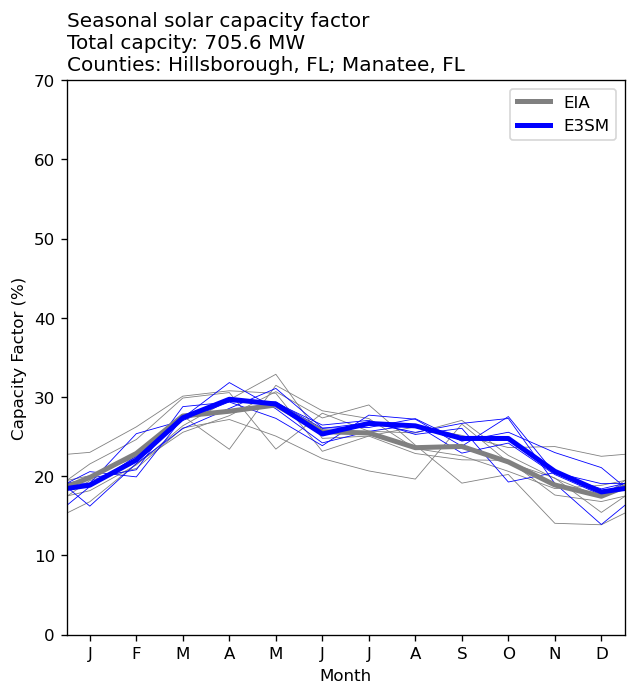 Seasonal solar capacity factor
Total capcity: 705.6 MW
Counties: Hillsborough, FL; Manatee, FL
70
60
50
40
30
20
10
0
Capacity Factor (%)
EIA
E3SM
J F M A M J J A S O N D
Month